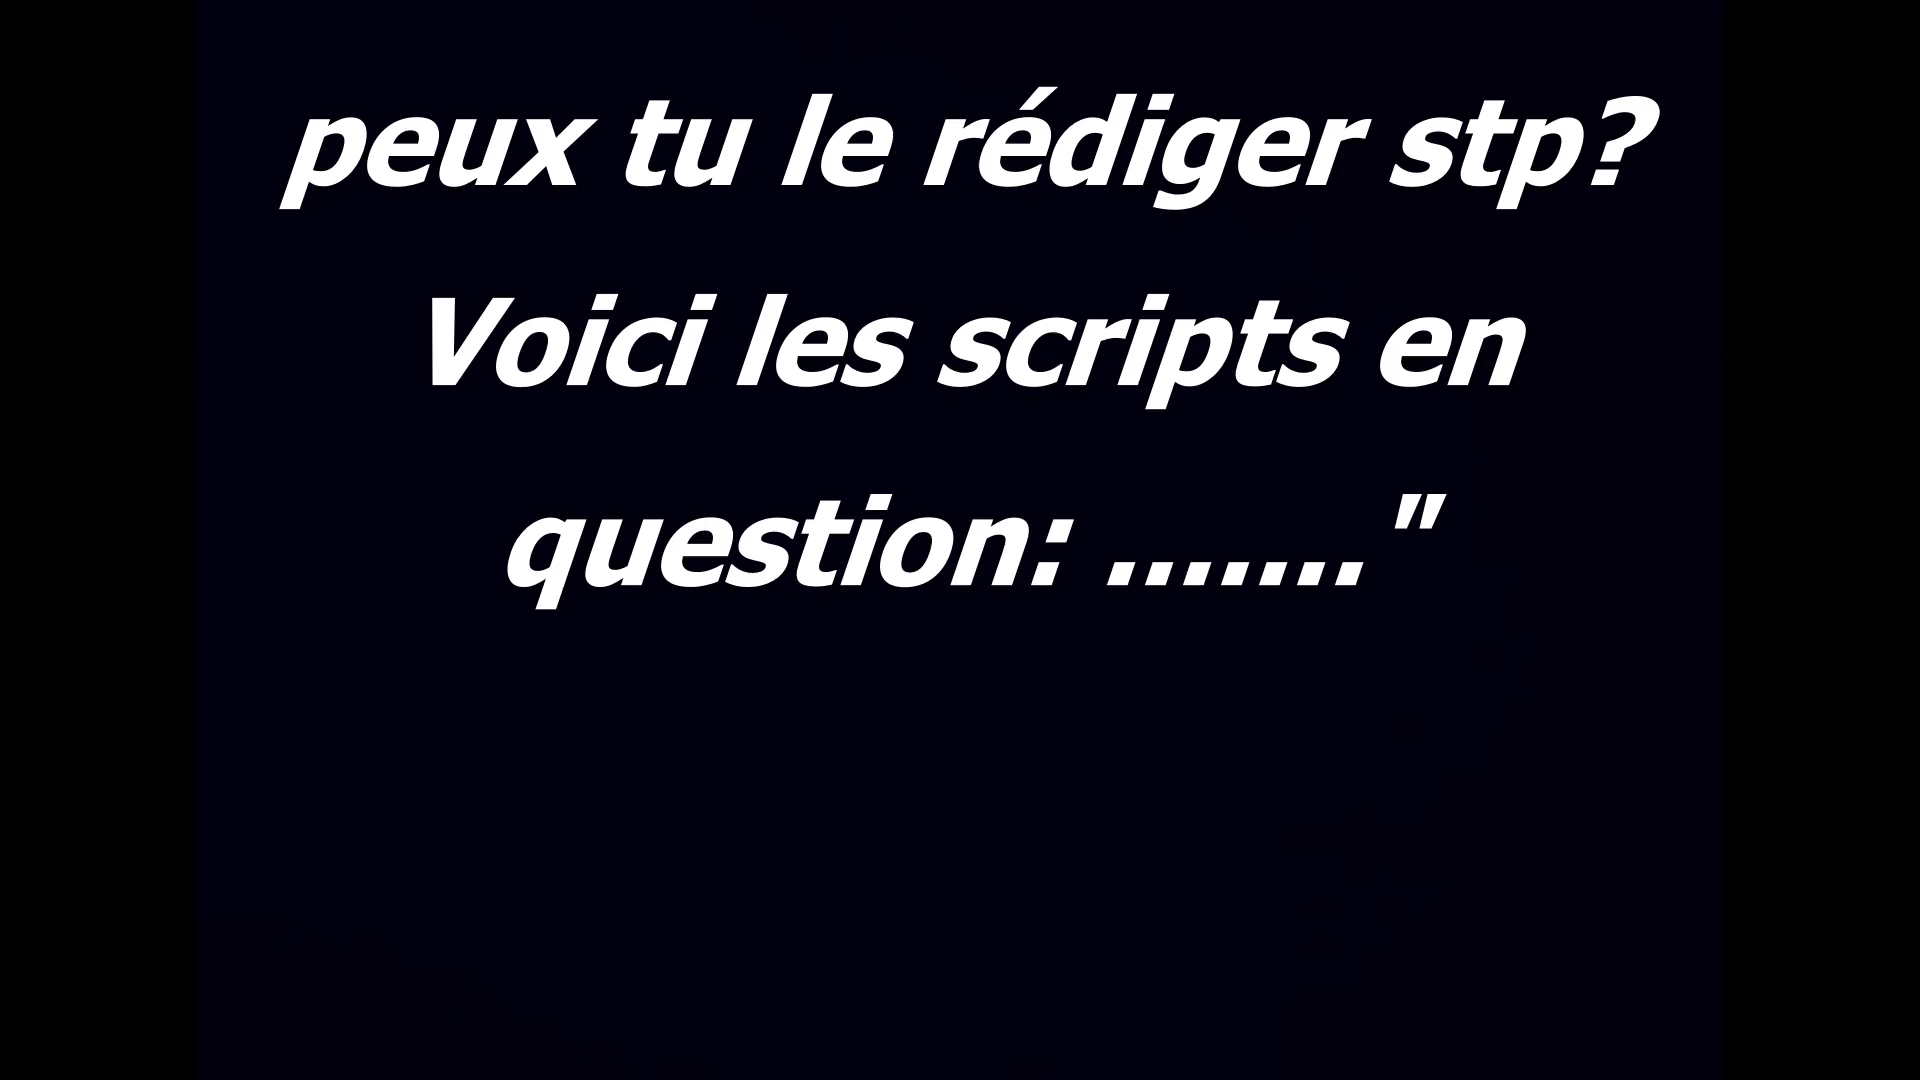 peux tu le rédiger stp?
Voici les scripts en
question: ......."